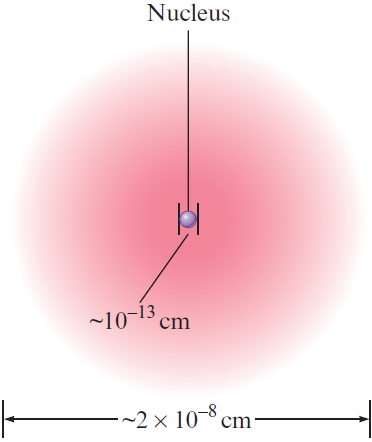 Nucleus
~10⁻¹³ cm
~2 × 10⁻⁸ cm